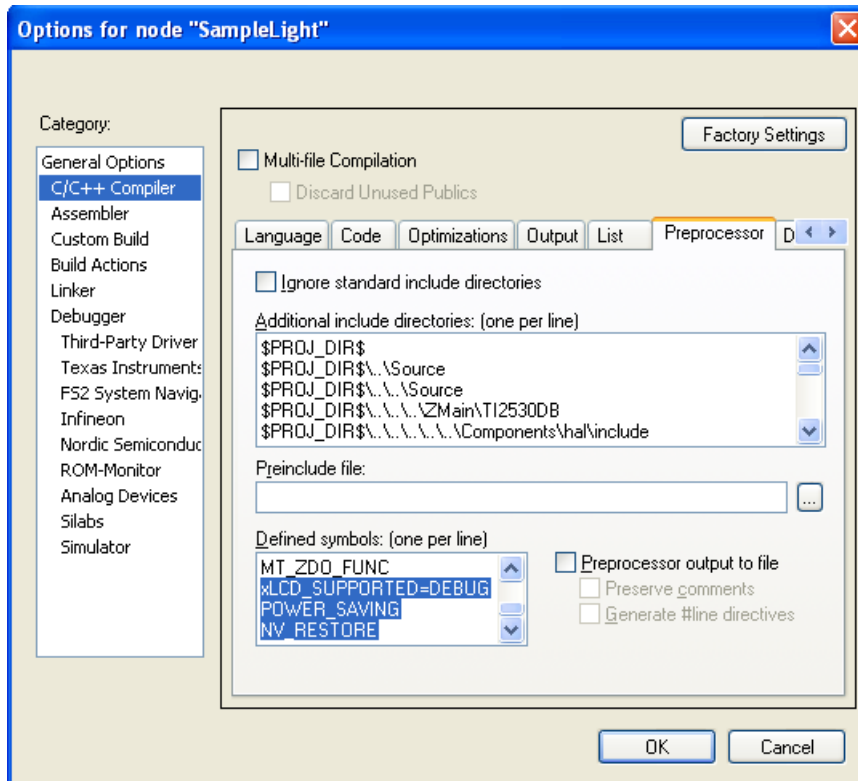 Options for node "SampleLight"
Category:
General Options
C/C++ Compiler
Assembler
Custom Build
Build Actions
Linker
Debugger
Third-Party Driver
Texas Instruments
FS2 System Navig
Infineon
Nordic Semiconduc
ROM-Monitor
Analog Devices
Silabs
Simulator
Factory Settings
Multi-file Compilation
Discard Unused Publics
Language Code Optimizations Output List Preprocessor D
Ignore standard include directories
Additional include directories: (one per line)
$PROJ_DIR$
$PROJ_DIR$\..\Source
$PROJ_DIR$\..\..\Source
$PROJ_DIR$\..\..\..\ZMain\TI2530DB
$PROJ_DIR$\..\..\..\..\..\Components\hal\include
Preinclude file:
...
Defined symbols: (one per line)
MT_ZDO_FUNC
xLCD_SUPPORTED=DEBUG
POWER_SAVING
NV_RESTORE
Preprocessor output to file
Preserve comments
Generate #line directives
OK Cancel